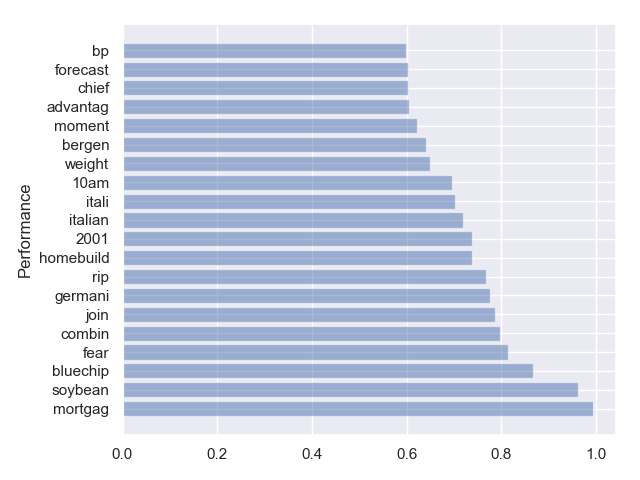 Performance
bp
forecast
chief
advantag
moment
bergen
weight
10am
itali
italian
2001
homebuild
rip
germani
join
combin
fear
bluechip
soybean
mortgag
0.0 0.2 0.4 0.6 0.8 1.0